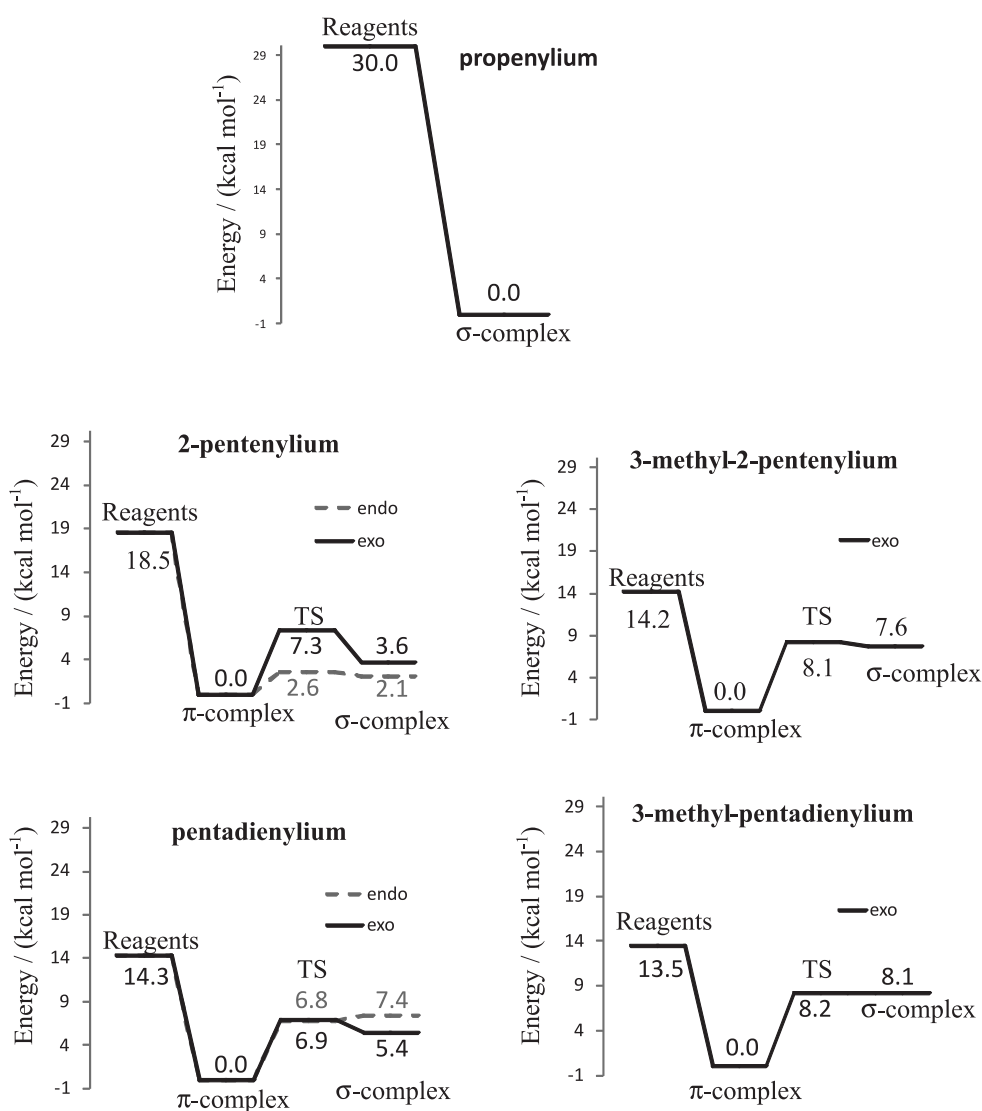 Reagents
30.0
propenylium
Energy / (kcal mol⁻¹)
29
24
19
14
9
4
-1
0.0
σ-complex
2-pentenylium
Energy / (kcal mol⁻¹)
29
24
19
14
9
4
-1
endo
exo
Reagents
18.5
TS
7.3
3.6
0.0
2.6
2.1
π-complex
σ-complex
3-methyl-2-pentenylium
Energy / (kcal mol⁻¹)
29
24
19
14
9
4
-1
exo
Reagents
14.2
TS
7.6
8.1
σ-complex
0.0
π-complex
pentadienylium
Energy / (kcal mol⁻¹)
29
24
19
14
9
4
-1
endo
exo
Reagents
14.3
TS
6.8
7.4
6.9
5.4
0.0
π-complex
σ-complex
3-methyl-pentadienylium
Energy / (kcal mol⁻¹)
29
24
19
14
9
4
-1
exo
Reagents
13.5
TS
8.1
8.2
σ-complex
0.0
π-complex